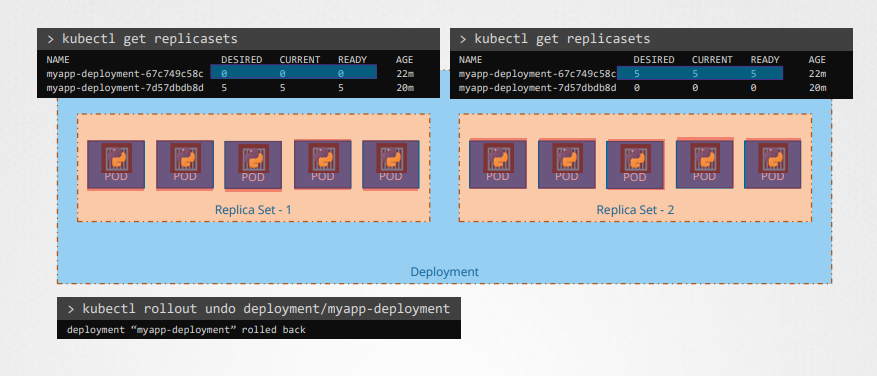 > kubectl get replicasets
NAME DESIRED CURRENT READY AGE
myapp-deployment-67c749c58c 0 0 0 22m
myapp-deployment-7d57dbdb8d 5 5 5 20m
> kubectl get replicasets
NAME DESIRED CURRENT READY AGE
myapp-deployment-67c749c58c 5 5 5 22m
myapp-deployment-7d57dbdb8d 0 0 0 20m
POD POD POD POD POD
Replica Set - 1
POD POD POD POD POD
Replica Set - 2
Deployment
> kubectl rollout undo deployment/myapp-deployment
deployment “myapp-deployment” rolled back